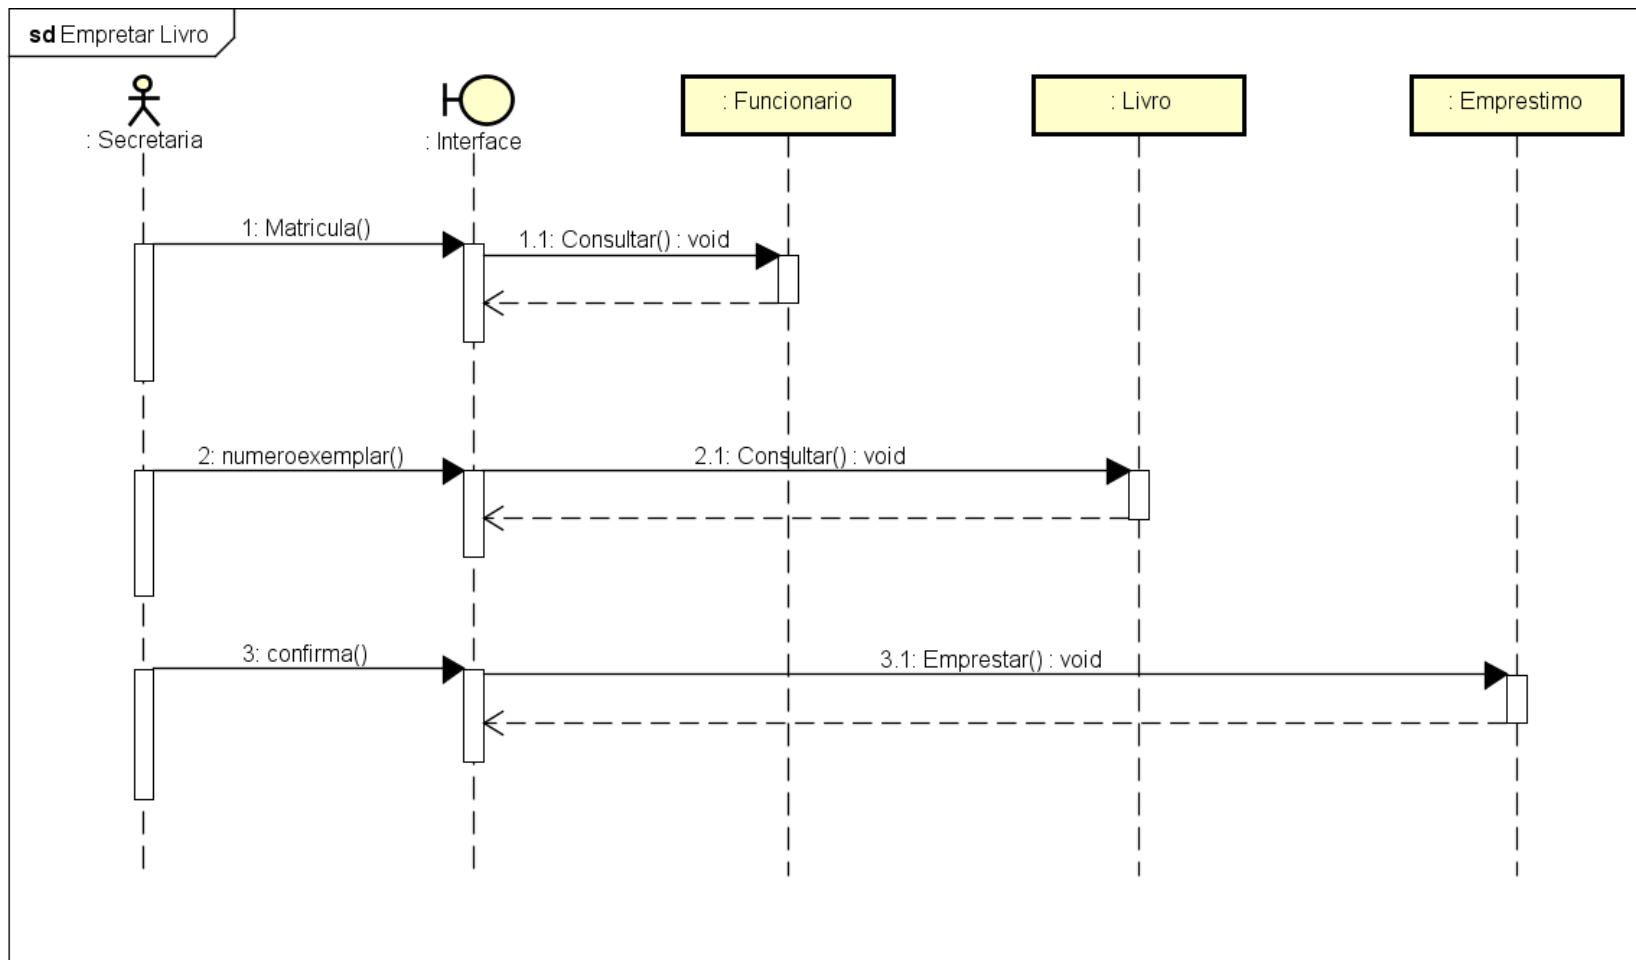 sd Empretar Livro
: Secretaria
: Interface
: Funcionario
: Livro
: Emprestimo
1: Matricula()
1.1: Consultar() : void
2: numeroexemplar()
2.1: Consultar() : void
3: confirma()
3.1: Emprestar() : void